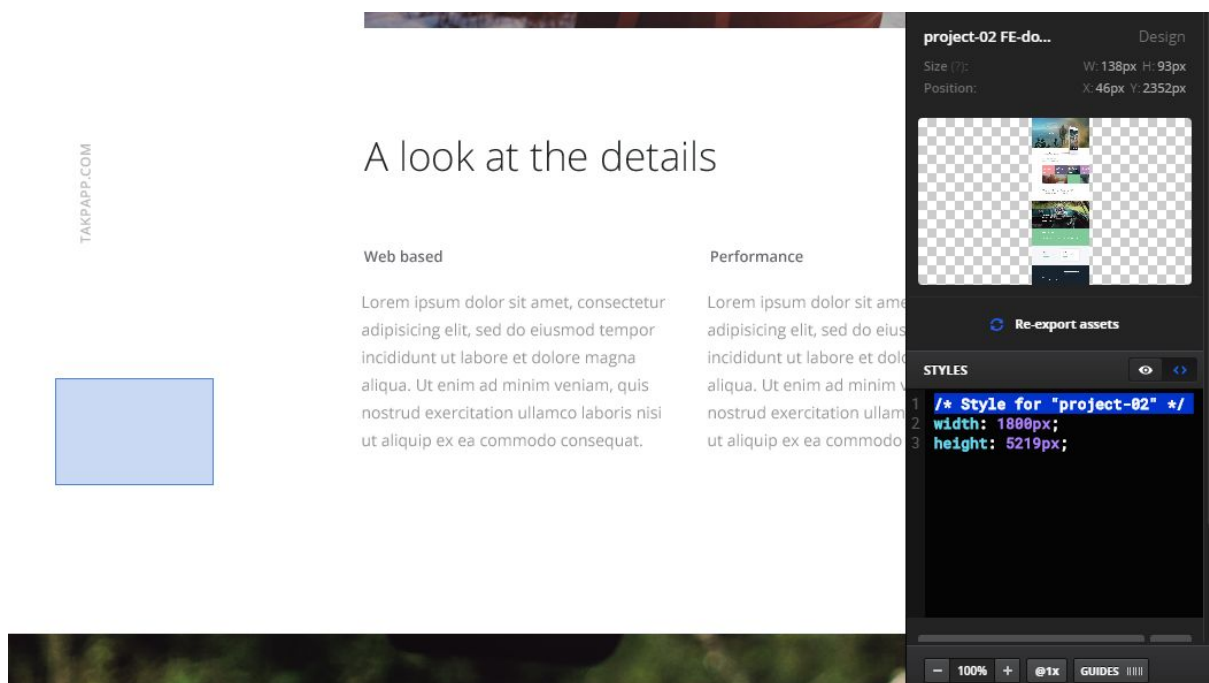 TAKPAPP.COM
A look at the details
Web based
Lorem ipsum dolor sit amet, consectetur
adipisicing elit, sed do eiusmod tempor
incididunt ut labore et dolore magna
aliqua. Ut enim ad minim veniam, quis
nostrud exercitation ullamco laboris nisi
ut aliquip ex ea commodo consequat.
Performance
Lorem ipsum dolor sit ame
adipisicing elit, sed do eius
incididunt ut labore et dolo
aliqua. Ut enim ad minim v
nostrud exercitation ullam
ut aliquip ex ea commodo
project-02 FE-do... Design
Size (?): W: 138px H: 93px
Position: X: 46px Y: 2352px
Re-export assets
STYLES <>
1 /* Style for "project-02" */
2 width: 1800px;
3 height: 5219px;
− 100% + @1x GUIDES